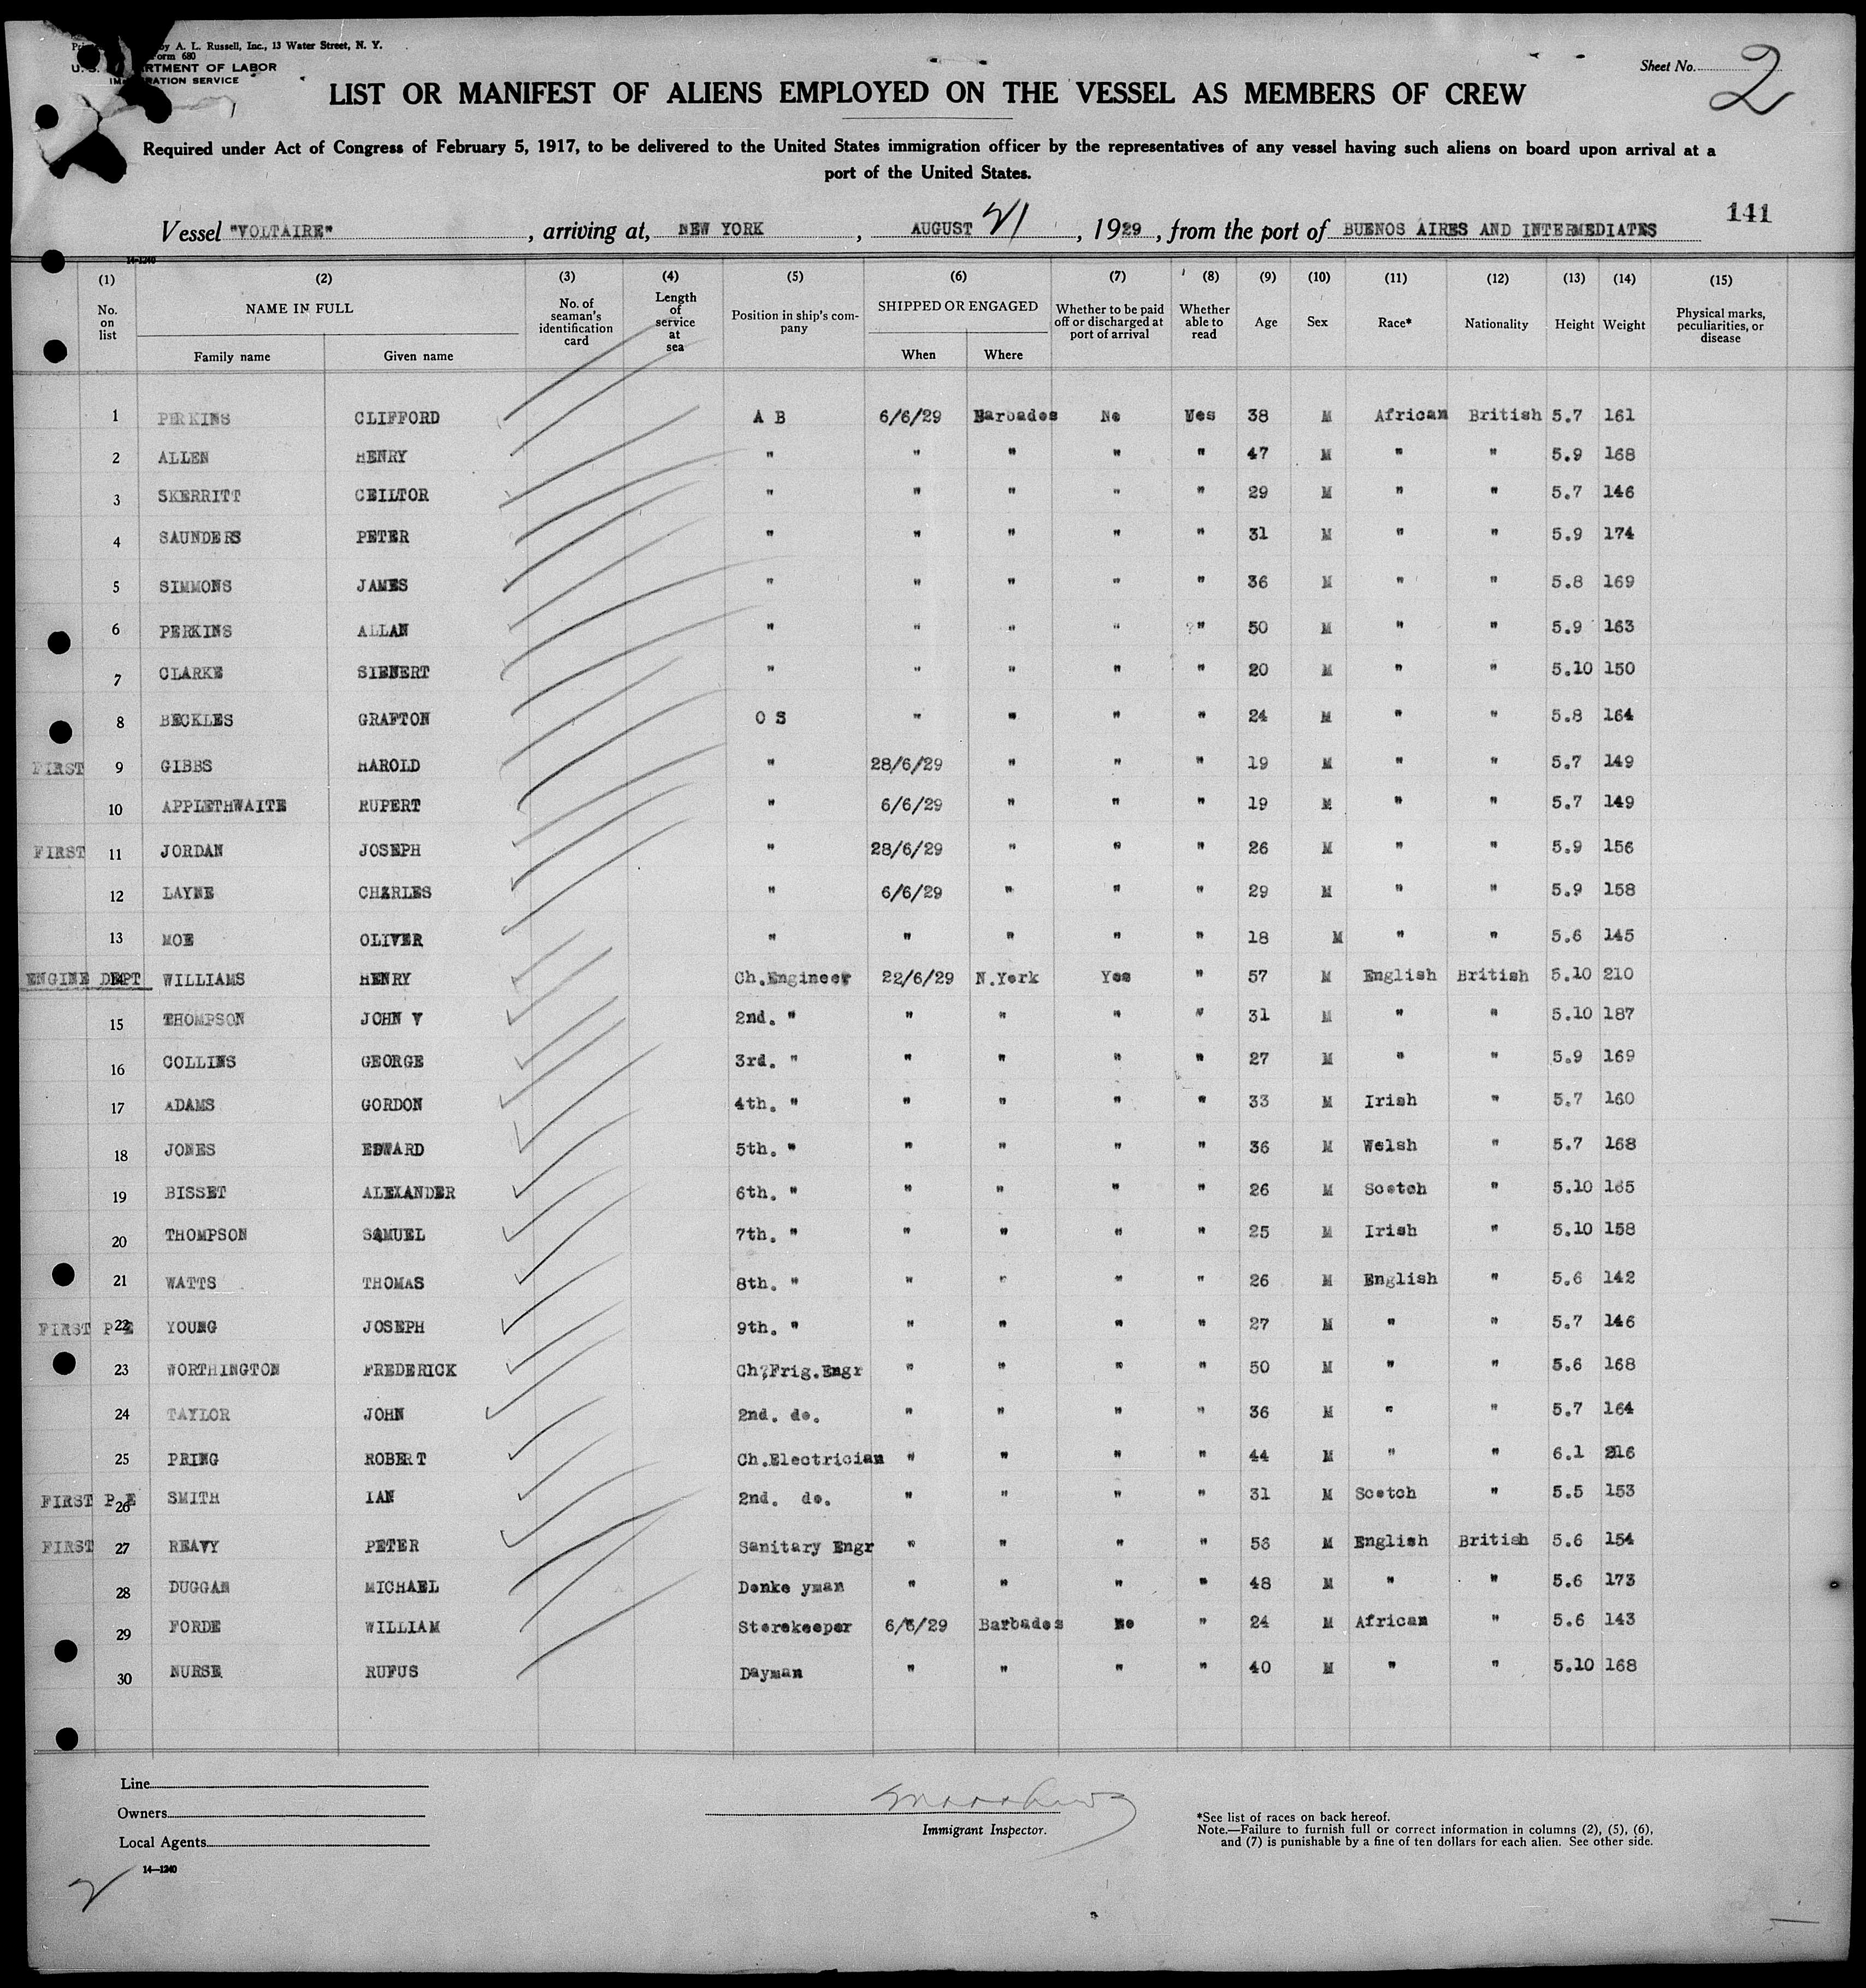 by A. L. Russell, Inc., 13 Water Street, N. Y.
Form 680
U. S. DEPARTMENT OF LABOR
IMMIGRATION SERVICE
Sheet No. 2
LIST OR MANIFEST OF ALIENS EMPLOYED ON THE VESSEL AS MEMBERS OF CREW
Required under Act of Congress of February 5, 1917, to be delivered to the United States immigration officer by the representatives of any vessel having such aliens on board upon arrival at a
port of the United States.
141
Vessel "VOLTAIRE", arriving at, NEW YORK, AUGUST 21, 1929, from the port of BUENOS AIRES AND INTERMEDIATES
14-1240
(1) (2) (3) (4) (5) (6) (7) (8) (9) (10) (11) (12) (13) (14) (15)
No. on list NAME IN FULL Family name Given name No. of seaman's identification card Length of service at sea Position in ship's company SHIPPED OR ENGAGED When Where Whether to be paid off or discharged at port of arrival Whether able to read Age Sex Race* Nationality Height Weight Physical marks, peculiarities, or disease
1 PERKINS CLIFFORD A B 6/6/29 Barbados No Yes 38 M African British 5.7 161
2 ALLEN HENRY " " " " " 47 M " " 5.9 168
3 SKERRITT CEILTOR " " " " " 29 M " " 5.7 146
4 SAUNDERS PETER " " " " " 31 M " " 5.9 174
5 SIMMONS JAMES " " " " " 36 M " " 5.8 169
6 PERKINS ALLAN " " " " ?" 50 M " " 5.9 163
7 CLARKE SIENERT " " " " " 20 M " " 5.10 150
8 BECKLES GRAFTON O S " " " " 24 M " " 5.8 164
FIRST 9 GIBBS HAROLD " 28/6/29 " " " 19 M " " 5.7 149
10 APPLETHWAITE RUPERT " 6/6/29 " " " 19 M " " 5.7 149
FIRST 11 JORDAN JOSEPH " 28/6/29 " " " 26 M " " 5.9 156
12 LAYNE CHARLES " 6/6/29 " " " 29 M " " 5.9 158
13 MOE OLIVER " " " " " 18 M " " 5.6 145
ENGINE DEPT 14 WILLIAMS HENRY Ch.Engineer 22/6/29 N.York Yes " 57 M English British 5.10 210
15 THOMPSON JOHN V 2nd. " " " " " 31 M " " 5.10 187
16 COLLINS GEORGE 3rd. " " " " " 27 M " " 5.9 169
17 ADAMS GORDON 4th. " " " " " 33 M Irish " 5.7 160
18 JONES EDWARD 5th. " " " " " 36 M Welsh " 5.7 168
19 BISSET ALEXANDER 6th. " " " " " 26 M Scotch " 5.10 165
20 THOMPSON SAMUEL 7th. " " " " " 25 M Irish " 5.10 158
21 WATTS THOMAS 8th. " " " " " 26 M English " 5.6 142
FIRST P E 22 YOUNG JOSEPH 9th. " " " " " 27 M " " 5.7 146
23 WORTHINGTON FREDERICK Ch?Frig.Engr " " " " 50 M " " 5.6 168
24 TAYLOR JOHN 2nd. do. " " " " 36 M " " 5.7 164
25 PRING ROBERT Ch.Electrician " " " " 44 M " " 6.1 216
FIRST P E 26 SMITH IAN 2nd. do. " " " " 31 M Scotch " 5.5 153
FIRST 27 REAVY PETER Sanitary Engr " " " " 56 M English British 5.6 154
28 DUGGAN MICHAEL Donke yman " " " " 48 M " " 5.6 173
29 FORDE WILLIAM Storekeeper 6/6/29 Barbados No " 24 M African " 5.6 143
30 NURSE RUFUS Dayman " " " " 40 M " " 5.10 168
Line
Owners
Local Agents
14—1240
Immigrant Inspector.
*See list of races on back hereof.
Note.—Failure to furnish full or correct information in columns (2), (5), (6),
and (7) is punishable by a fine of ten dollars for each alien. See other side.
2